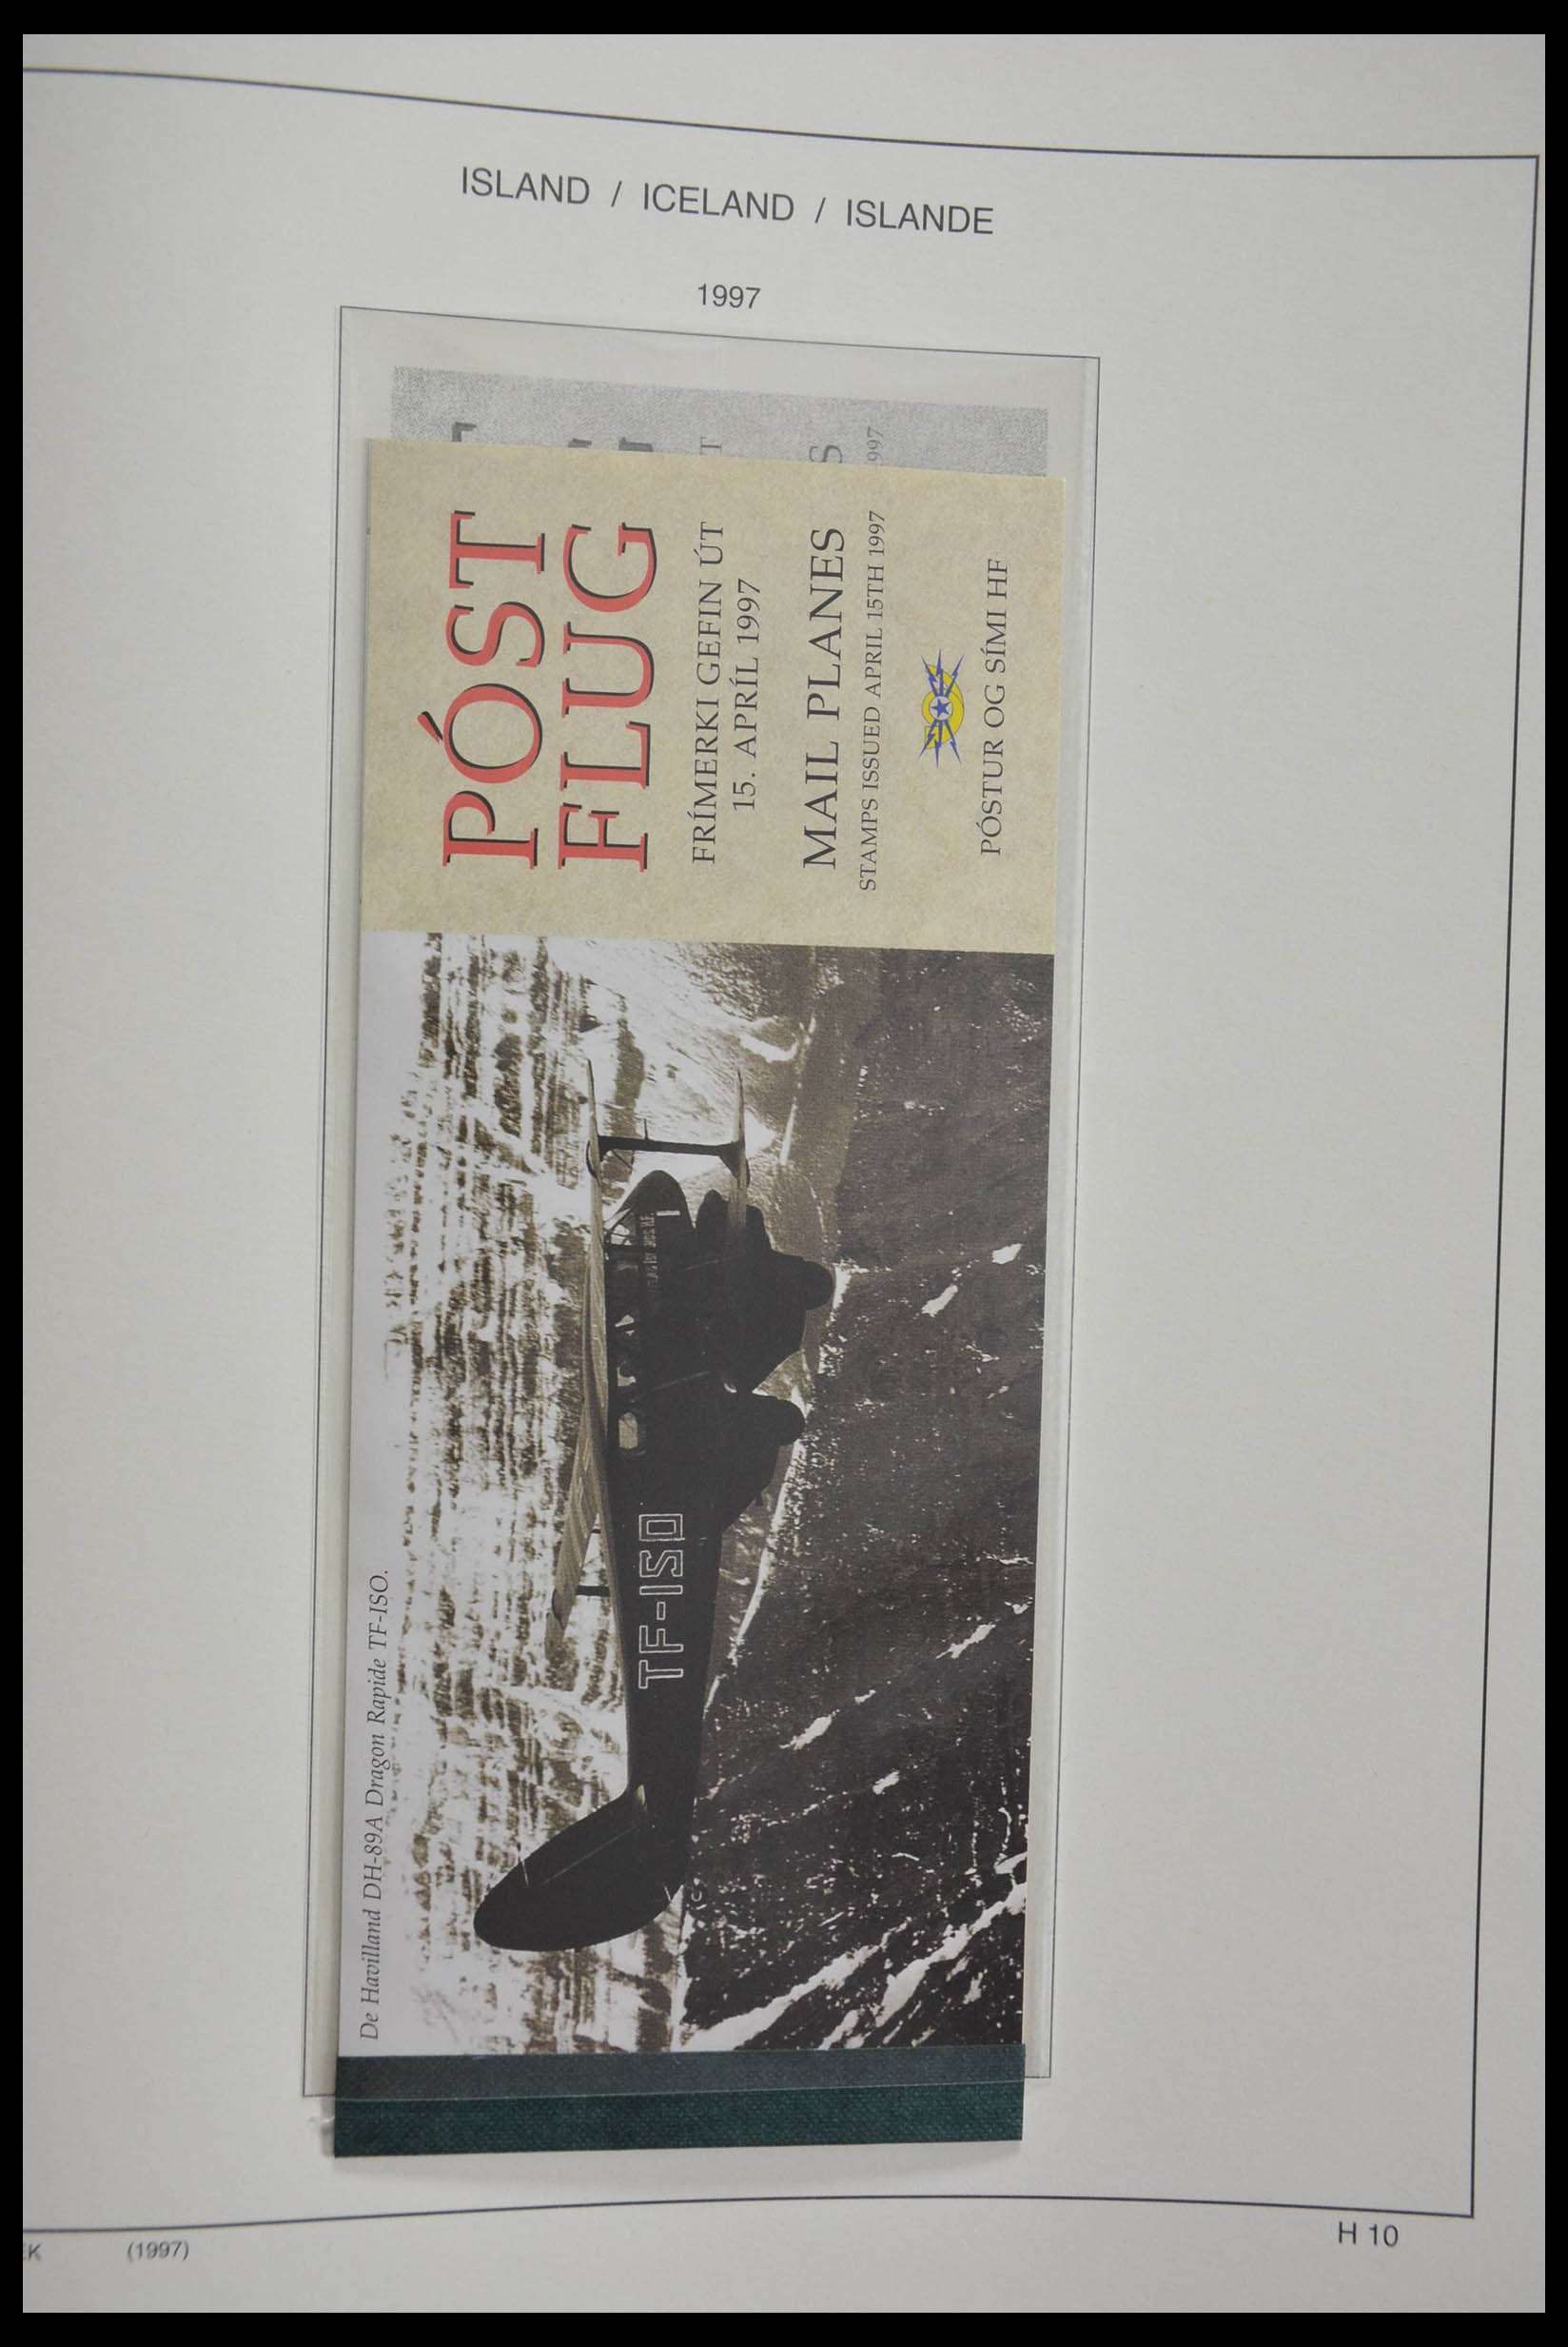 ISLAND / ICELAND / ISLANDE
1997
T
S
997
PÓST
FLUG
FRÍMERKI GEFIN ÚT
15. APRÍL 1997
MAIL PLANES
STAMPS ISSUED APRIL 15TH 1997
PÓSTUR OG SÍMI HF
De Havilland DH-89A Dragon Rapide TF-ISO.
TF-ISO
(1997)
H 10